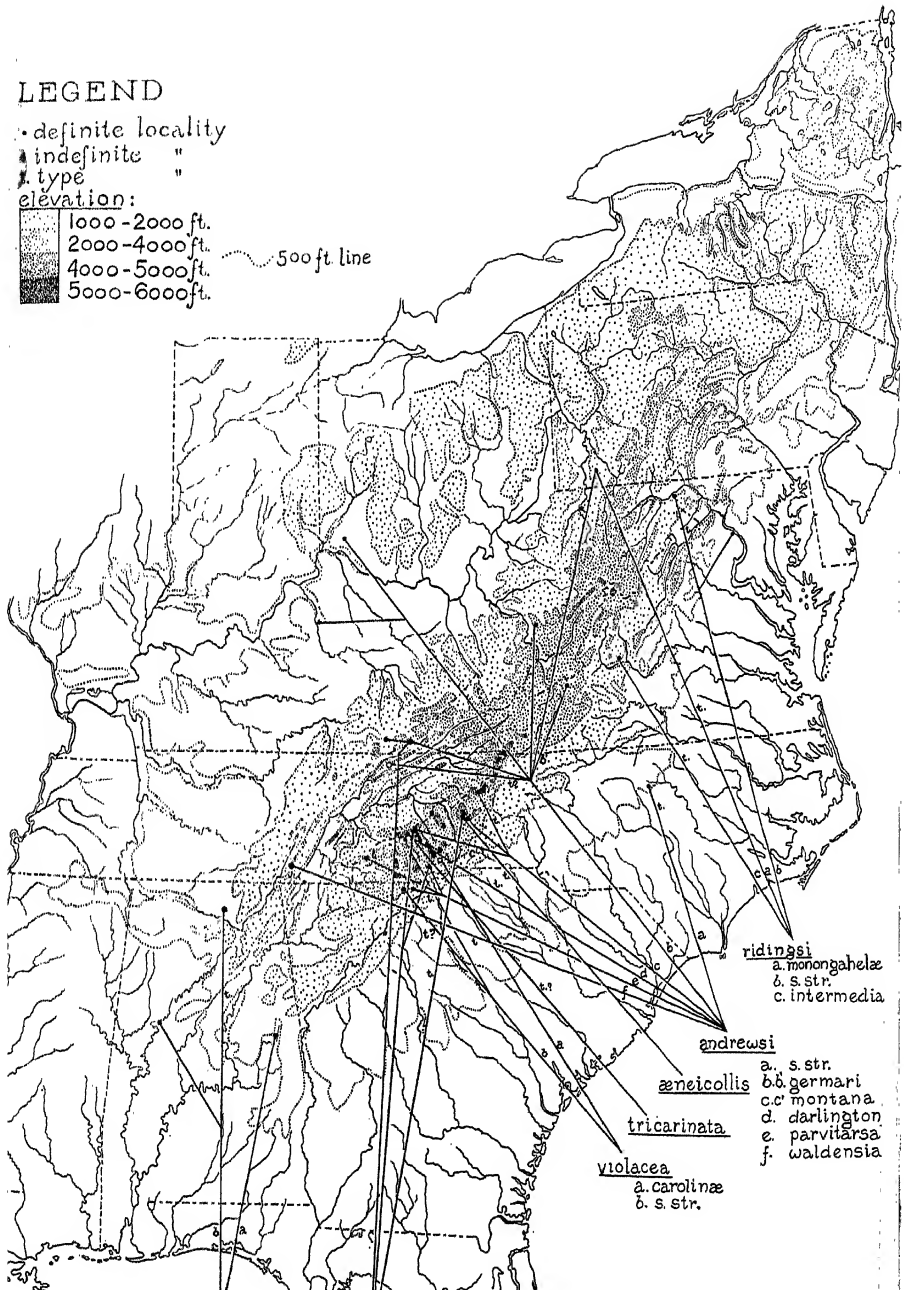 LEGEND
· definite locality
indefinite "
type "
elevation:
1000-2000 ft.
2000-4000 ft.
4000-5000 ft.
5000-6000 ft.
500 ft line
ridingsi
a. monongahelæ
b. s. str.
c. intermedia
andrewsi
a. s. str.
b.b. germari
c.c' montana
d. darlington
e. parvitarsa
f. waldensia
æneicollis
tricarinata
violacea
a. carolinæ
b. s. str.
t.
t.
c a b
a
b
c
d
e
f
t.?
t.?
t
t
t
b a
b a